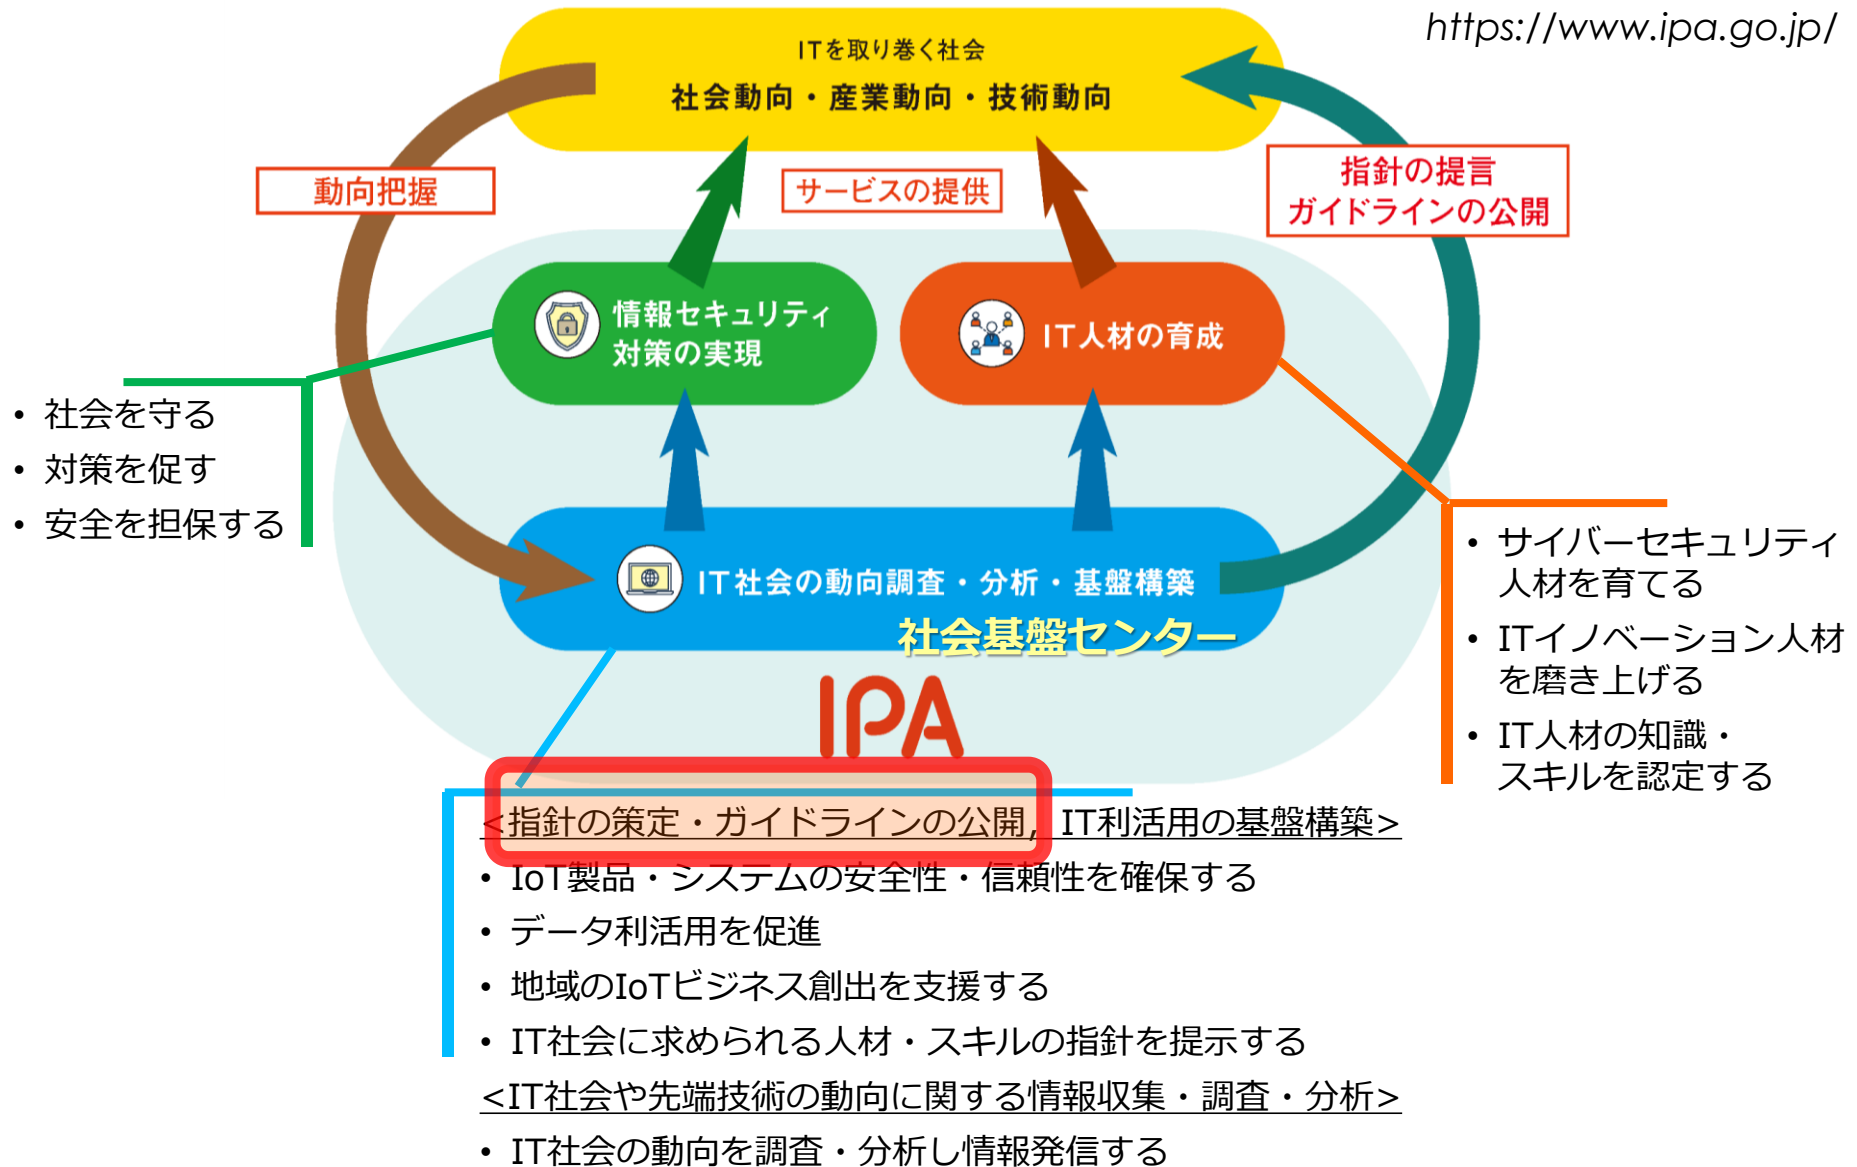 https://www.ipa.go.jp/
ITを取り巻く社会
社会動向・産業動向・技術動向
動向把握
サービスの提供
指針の提言
ガイドラインの公開
情報セキュリティ
対策の実現
IT人材の育成
• 社会を守る
• 対策を促す
• 安全を担保する
IT社会の動向調査・分析・基盤構築
社会基盤センター
• サイバーセキュリティ
人材を育てる
• ITイノベーション人材
を磨き上げる
• IT人材の知識・
スキルを認定する
IPA
<指針の策定・ガイドラインの公開, IT利活用の基盤構築>
• IoT製品・システムの安全性・信頼性を確保する
• データ利活用を促進
• 地域のIoTビジネス創出を支援する
• IT社会に求められる人材・スキルの指針を提示する
<IT社会や先端技術の動向に関する情報収集・調査・分析>
• IT社会の動向を調査・分析し情報発信する